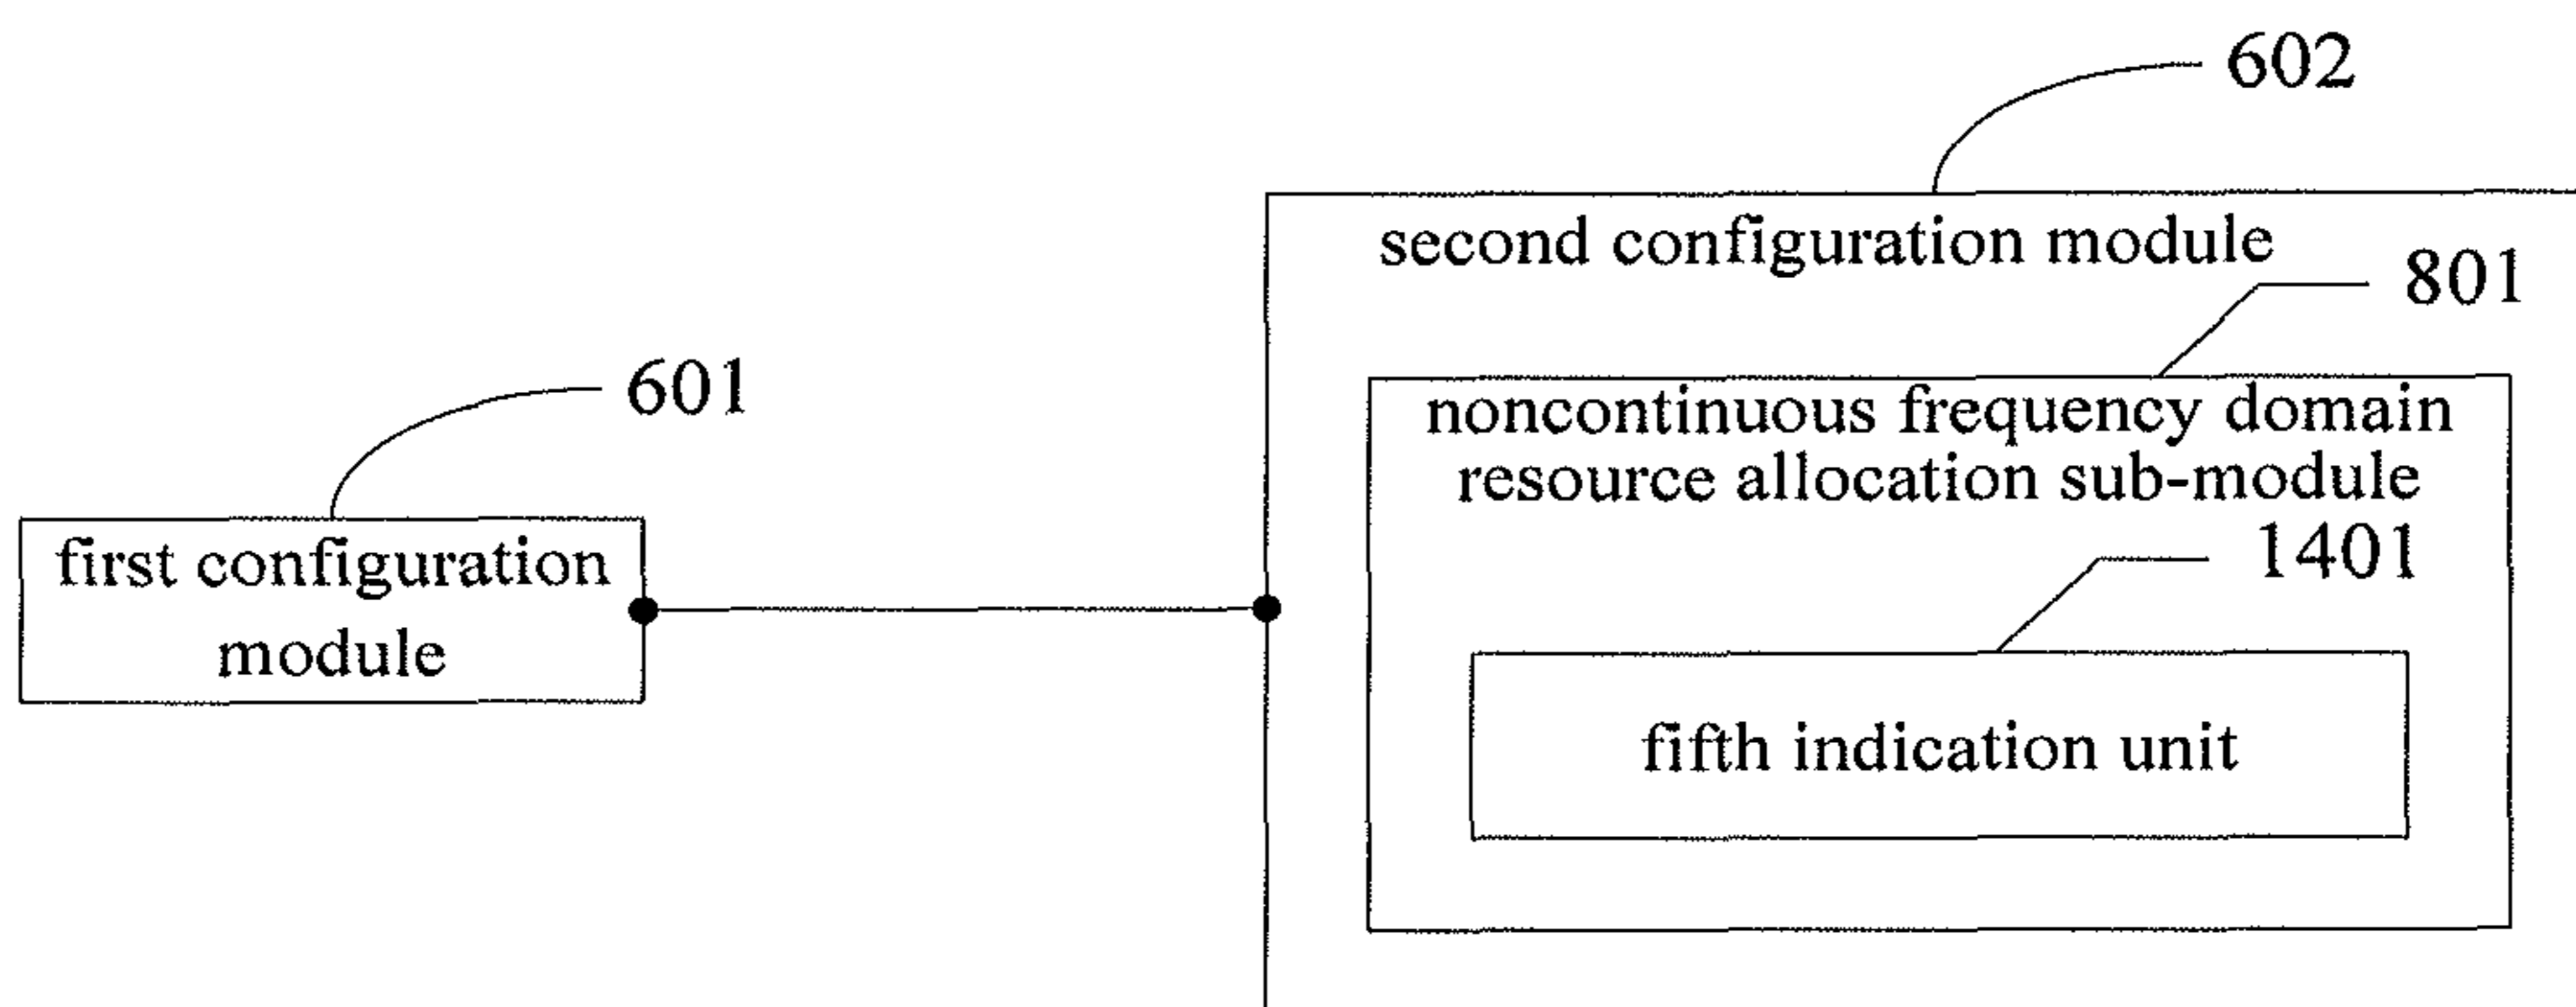 602
second configuration module
801
601
noncontinuous frequency domain
resource allocation sub-module
first configuration
module
1401
fifth indication unit